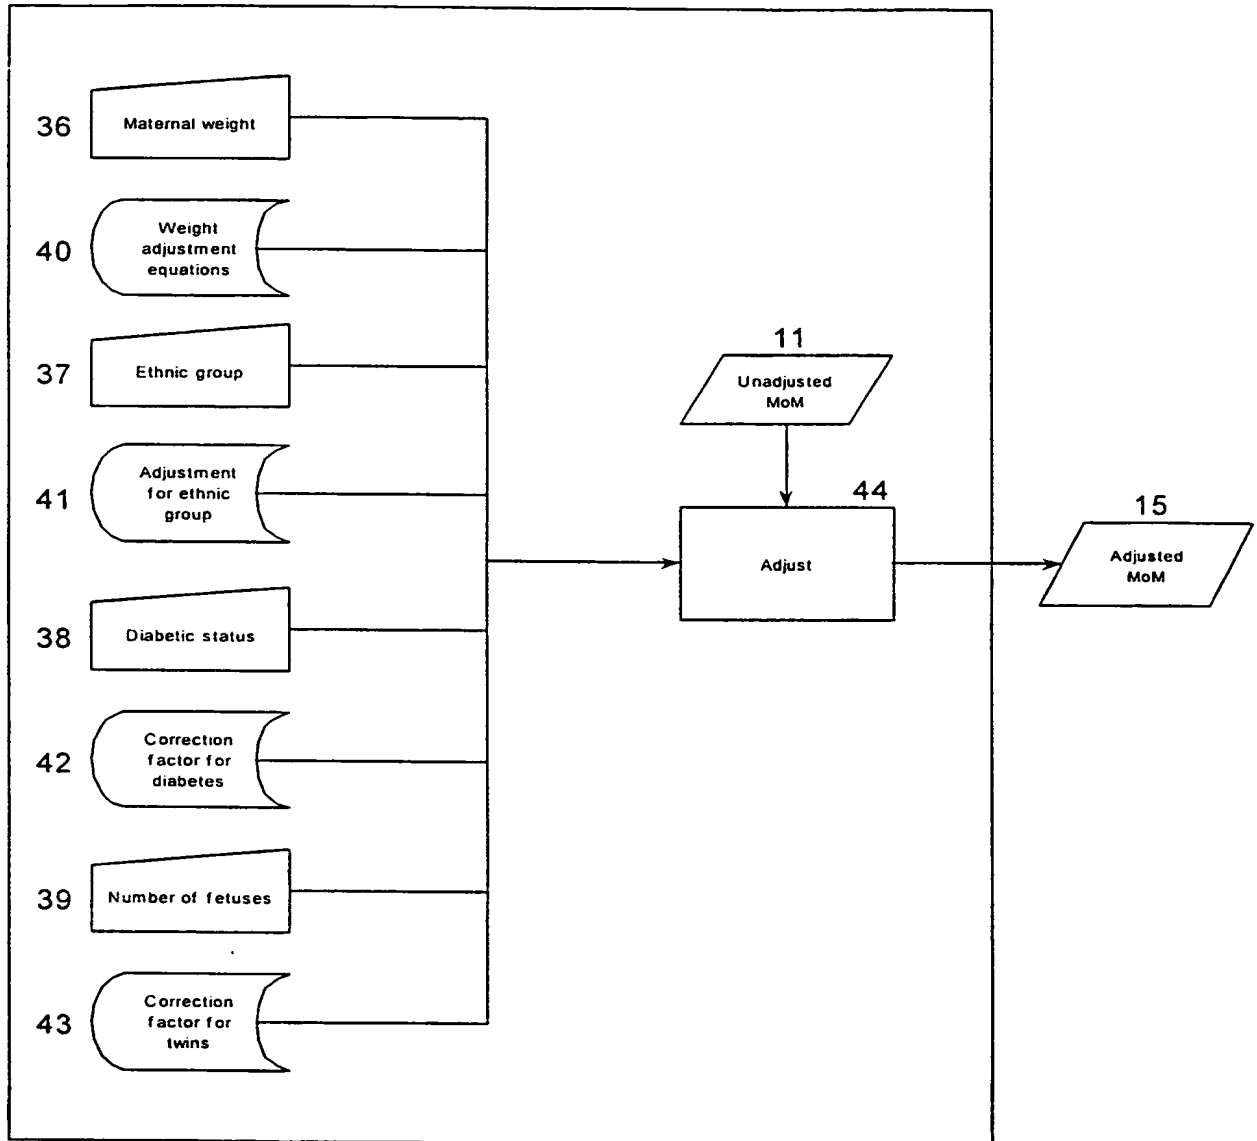 36
Maternal weight
40
Weight
adjustment
equations
37
Ethnic group
41
Adjustment
for ethnic
group
38
Diabetic status
42
Correction
factor for
diabetes
39
Number of fetuses
43
Correction
factor for
twins
11
Unadjusted
MoM
44
Adjust
15
Adjusted
MoM